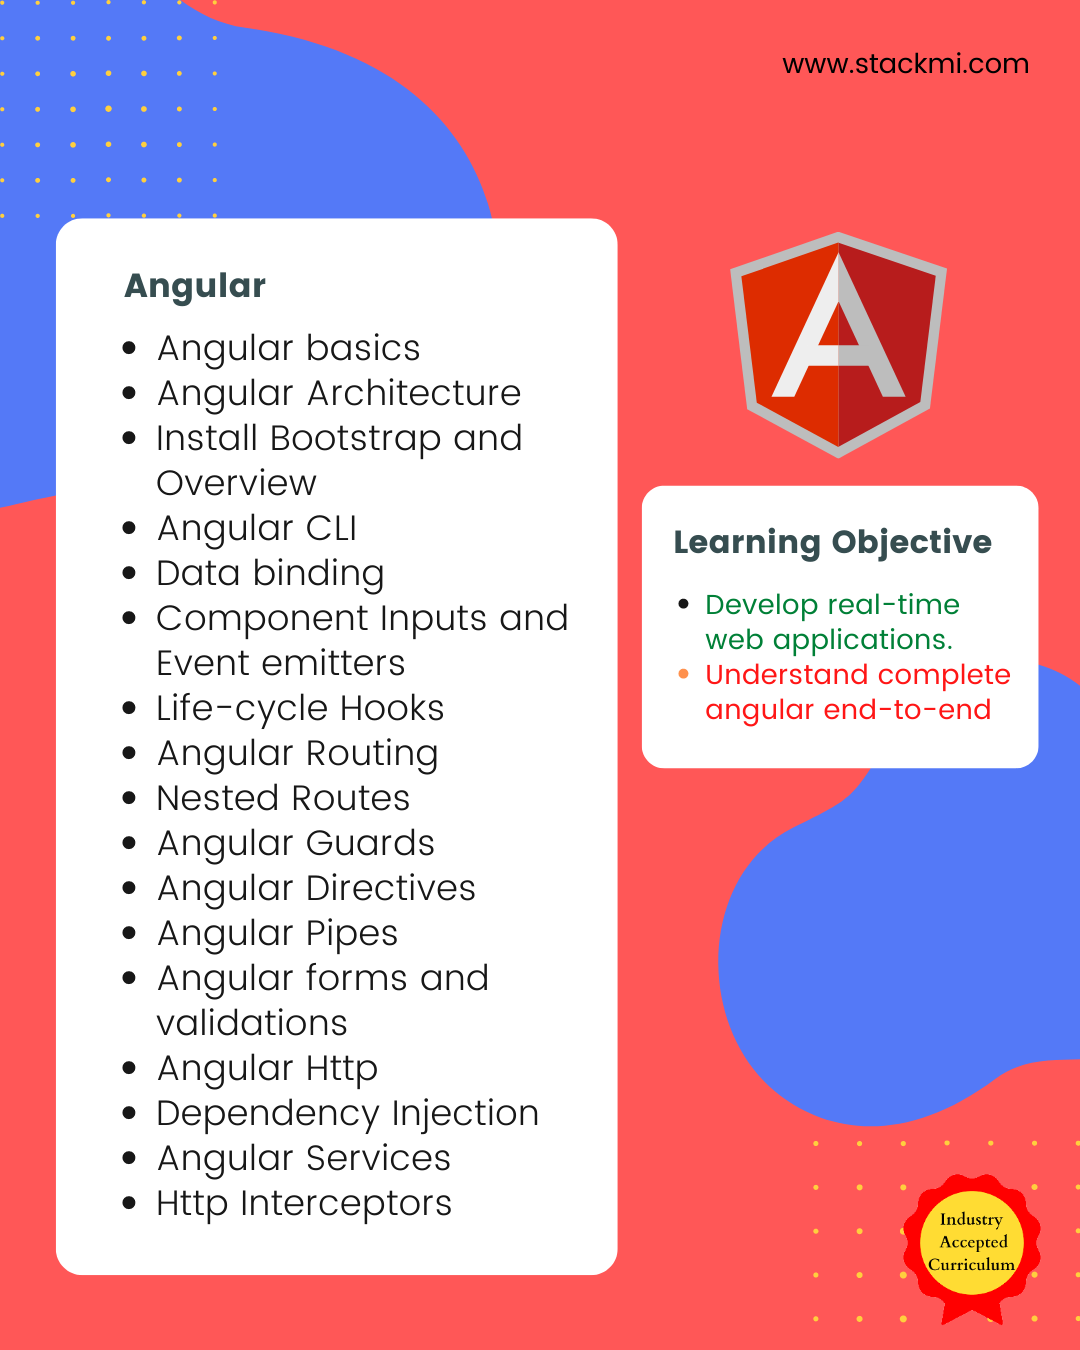 www.stackmi.com
Angular
Angular basics
Angular Architecture
Install Bootstrap and
Overview
Angular CLI
Data binding
Component Inputs and
Event emitters
Life-cycle Hooks
Angular Routing
Nested Routes
Angular Guards
Angular Directives
Angular Pipes
Angular forms and
validations
Angular Http
Dependency Injection
Angular Services
Http Interceptors
A
Learning Objective
Develop real-time
web applications.
Understand complete
angular end-to-end
Industry
Accepted
Curriculum